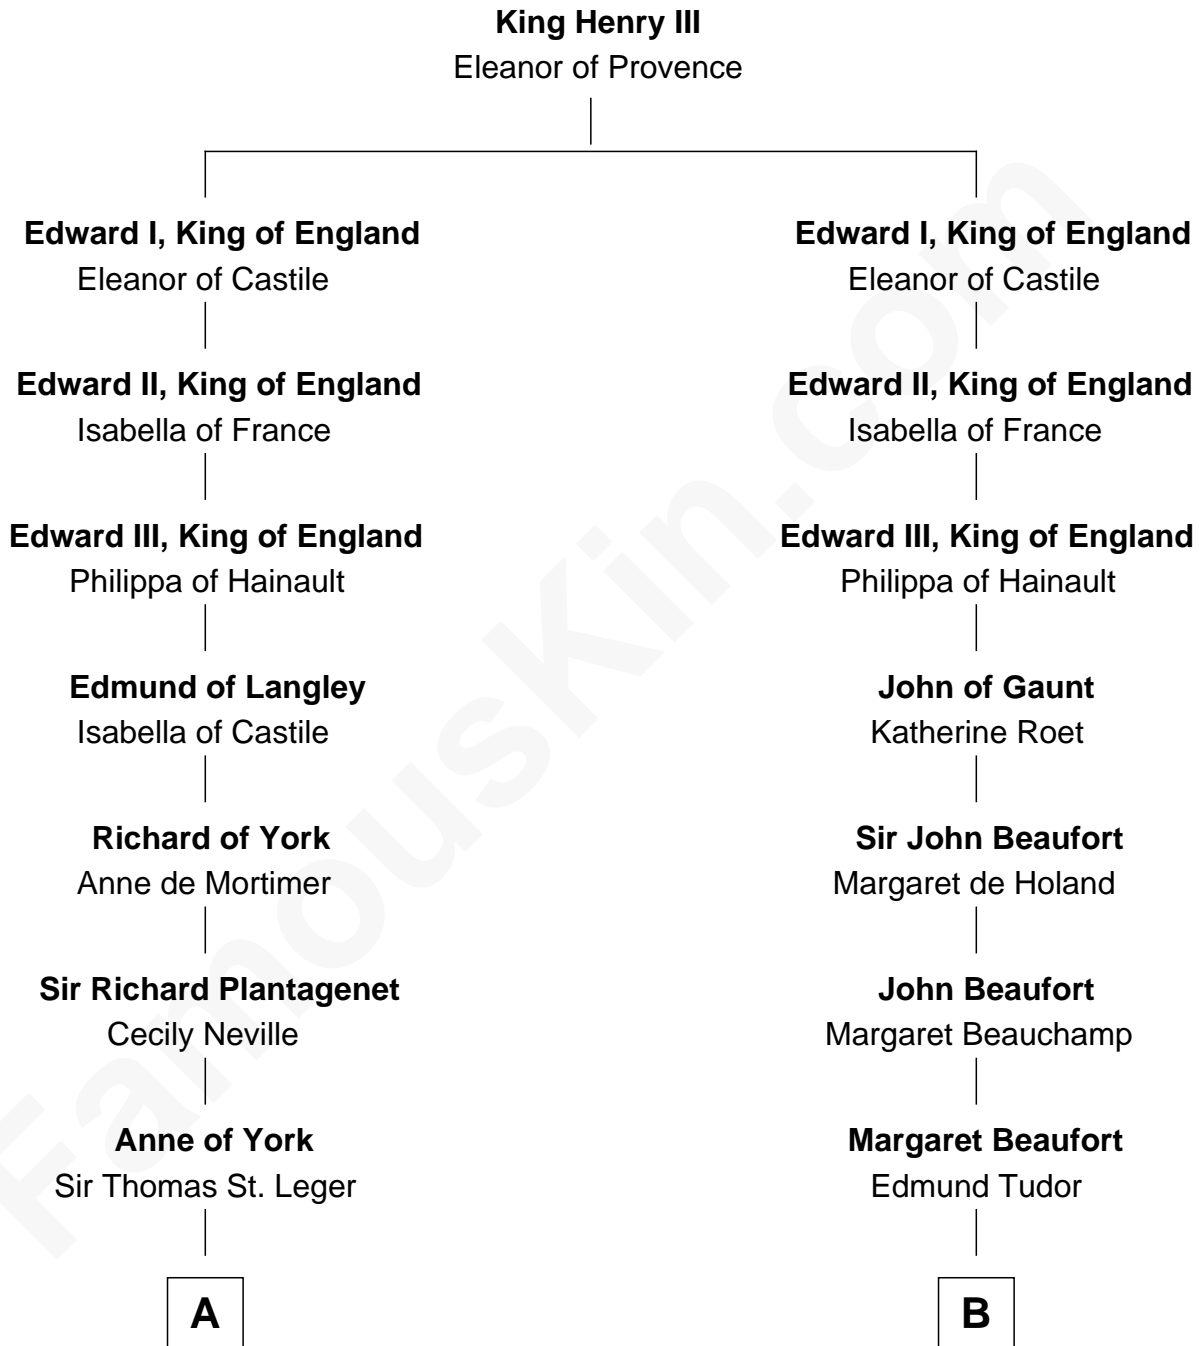 King Henry III
Eleanor of Provence
Edward I, King of England
Eleanor of Castile
Edward II, King of England
Isabella of France
Edward III, King of England
Philippa of Hainault
Edmund of Langley
Isabella of Castile
Richard of York
Anne de Mortimer
Sir Richard Plantagenet
Cecily Neville
Anne of York
Sir Thomas St. Leger
A
Edward I, King of England
Eleanor of Castile
Edward II, King of England
Isabella of France
Edward III, King of England
Philippa of Hainault
John of Gaunt
Katherine Roet
Sir John Beaufort
Margaret de Holand
John Beaufort
Margaret Beauchamp
Margaret Beaufort
Edmund Tudor
B
FamousKin.com